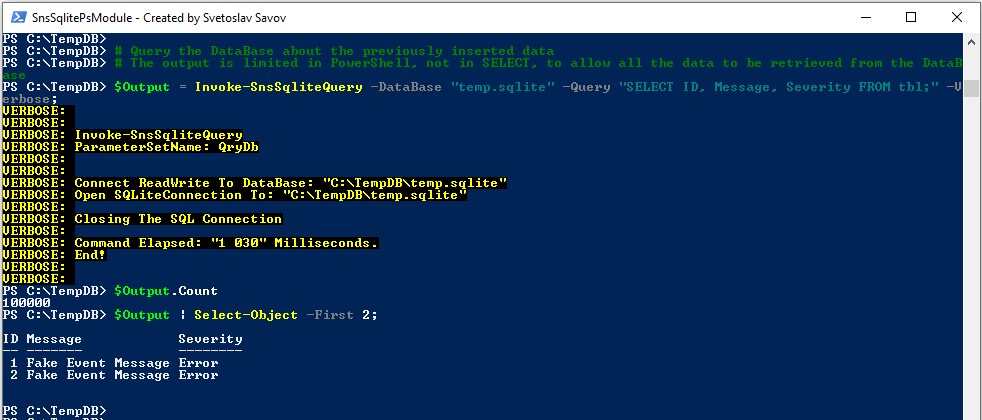 SnsSqlitePsModule - Created by Svetoslav Savov
PS C:\TempDB>
PS C:\TempDB> # Query the DataBase about the previously inserted data
PS C:\TempDB> # The output is limited in PowerShell, not in SELECT, to allow all the data to be retrieved from the DataB
ase
PS C:\TempDB> $Output = Invoke-SnsSqliteQuery -DataBase "temp.sqlite" -Query "SELECT ID, Message, Severity FROM tbl;" -V
erbose;
VERBOSE:
VERBOSE:
VERBOSE: Invoke-SnsSqliteQuery
VERBOSE: ParameterSetName: QryDb
VERBOSE:
VERBOSE:
VERBOSE: Connect ReadWrite To DataBase: "C:\TempDB\temp.sqlite"
VERBOSE: Open SQLiteConnection To: "C:\TempDB\temp.sqlite"
VERBOSE:
VERBOSE: Closing The SQL Connection
VERBOSE:
VERBOSE: Command Elapsed: "1 030" Milliseconds.
VERBOSE: End!
VERBOSE:
VERBOSE:
PS C:\TempDB> $Output.Count
100000
PS C:\TempDB> $Output | Select-Object -First 2;
ID Message Severity
-- ------- --------
1 Fake Event Message Error
2 Fake Event Message Error
PS C:\TempDB>